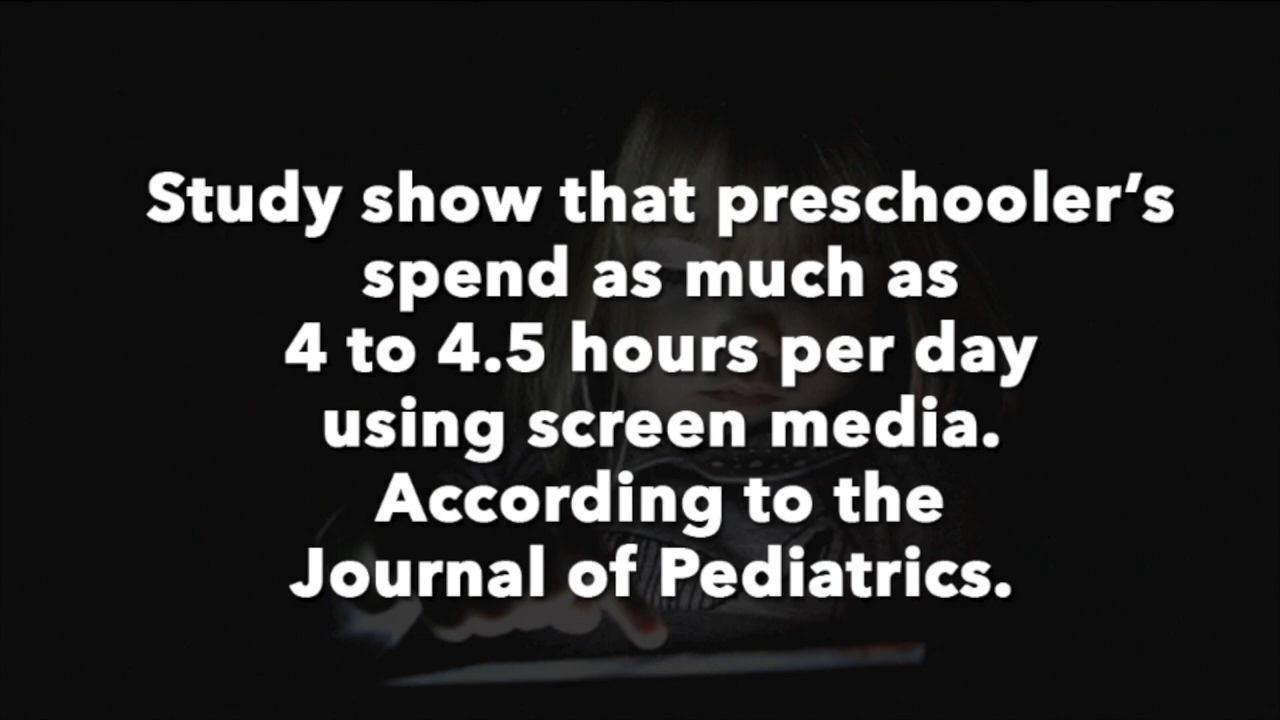 Study show that preschooler’s
spend as much as
4 to 4.5 hours per day
using screen media.
According to the
Journal of Pediatrics.